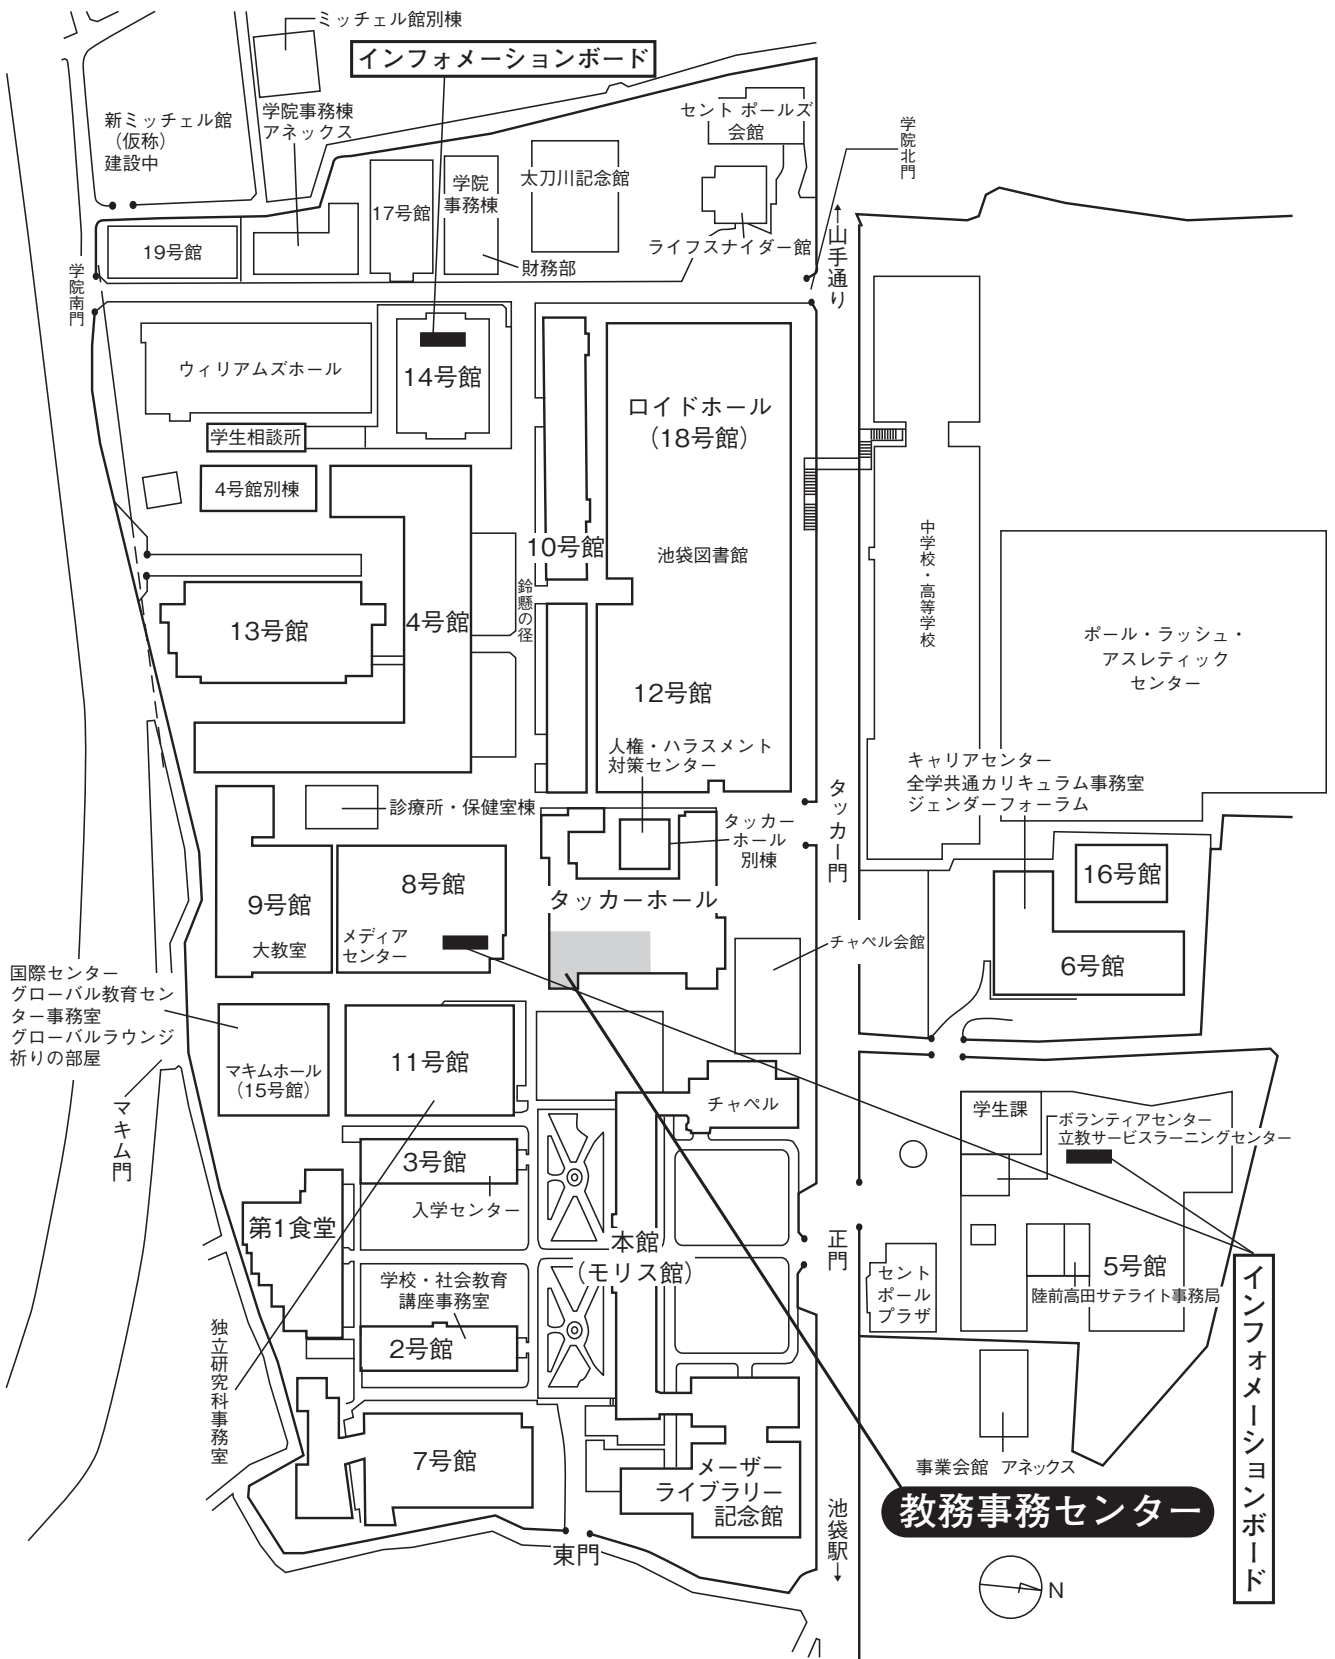 ミッチェル館別棟
インフォメーションボード
新ミッチェル館
（仮称）
建設中
学院事務棟
アネックス
セント ポールズ
会館
学院北門
17号館
学院
事務棟
太刀川記念館
19号館
財務部
ライフスナイダー館
↑山手通り
学院南門
ウィリアムズホール
14号館
ロイドホール
（18号館）
学生相談所
4号館別棟
10号館
池袋図書館
中学校・高等学校
鈴懸の径
13号館
4号館
ポール・ラッシュ・
アスレティック
センター
12号館
人権・ハラスメント
対策センター
キャリアセンター
全学共通カリキュラム事務室
ジェンダーフォーラム
診療所・保健室棟
タッカー
ホール
別棟
タッカー門
16号館
8号館
9号館
タッカーホール
大教室
メディア
センター
チャペル会館
6号館
国際センター
グローバル教育セン
ター事務室
グローバルラウンジ
祈りの部屋
マキムホール
（15号館）
11号館
チャペル
学生課
ボランティアセンター
立教サービスラーニングセンター
マキム門
3号館
入学センター
第1食堂
本館
（モリス館）
正門
セント
ポール
プラザ
5号館
陸前高田サテライト事務局
インフォメーションボード
学校・社会教育
講座事務室
2号館
独立研究科事務室
7号館
メーザー
ライブラリー
記念館
事業会館 アネックス
教務事務センター
池袋駅↓
東門
N